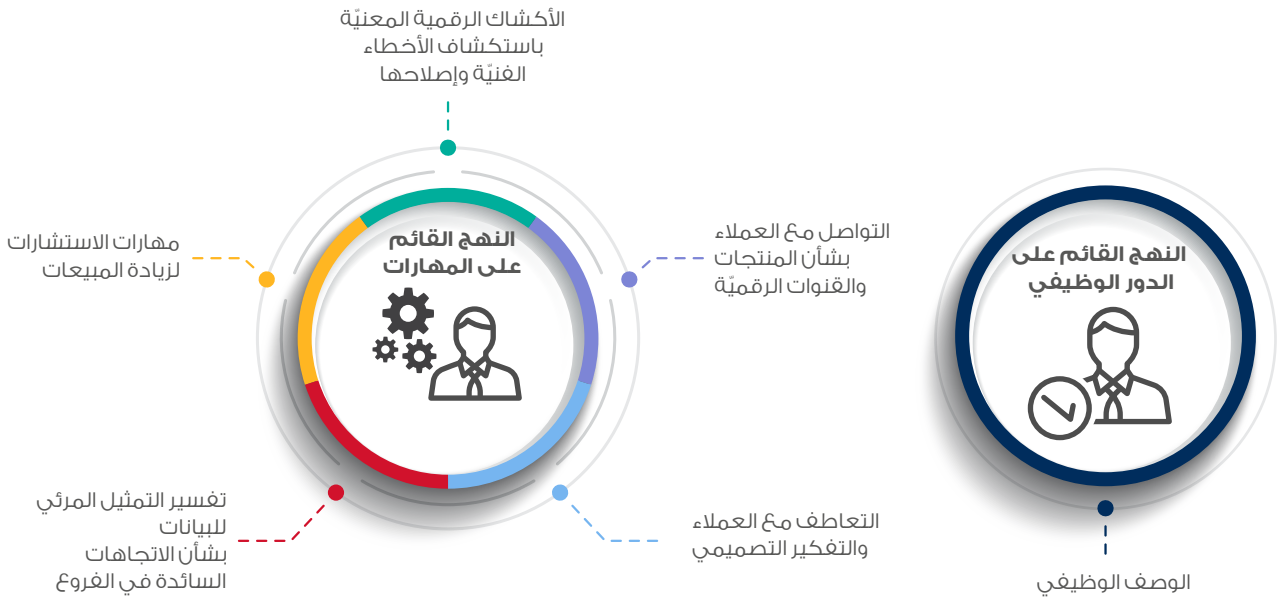 النهج القائم على
الدور الوظيفي
الوصف الوظيفي
النهج القائم
على المهارات
الأكشاك الرقمية المعنيّة
باستكشاف الأخطاء
الفنيّة وإصلاحها
التواصل مع العملاء
بشأن المنتجات
والقنوات الرقميّة
التعاطف مع العملاء
والتفكير التصميمي
تفسير التمثيل المرئي
للبيانات
بشأن الاتجاهات
السائدة في الفروع
مهارات الاستشارات
لزيادة المبيعات